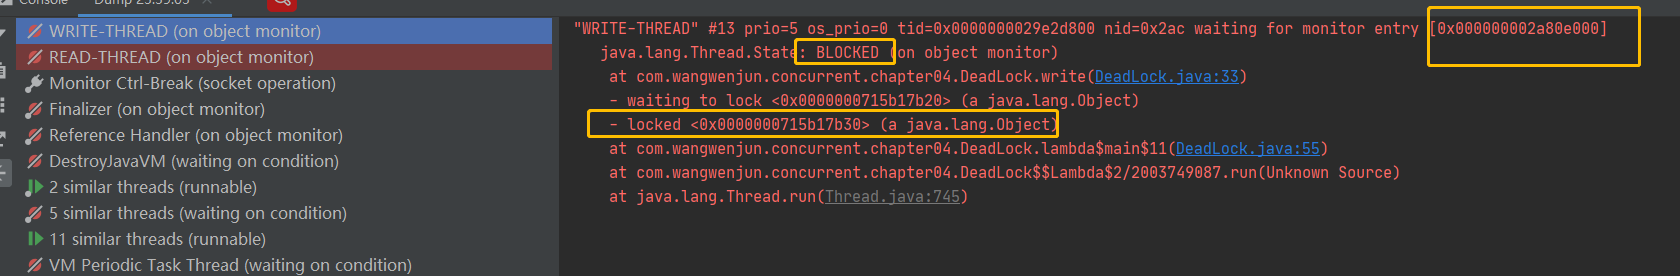 Console
Dump 23:39:03
WRITE-THREAD (on object monitor)
READ-THREAD (on object monitor)
Monitor Ctrl-Break (socket operation)
Finalizer (on object monitor)
Reference Handler (on object monitor)
DestroyJavaVM (waiting on condition)
2 similar threads (runnable)
5 similar threads (waiting on condition)
11 similar threads (runnable)
VM Periodic Task Thread (waiting on condition)
"WRITE-THREAD" #13 prio=5 os_prio=0 tid=0x0000000029e2d800 nid=0x2ac waiting for monitor entry [0x000000002a80e000]
java.lang.Thread.State: BLOCKED (on object monitor)
at com.wangwenjun.concurrent.chapter04.DeadLock.write(DeadLock.java:33)
- waiting to lock <0x0000000715b17b20> (a java.lang.Object)
- locked <0x0000000715b17b30> (a java.lang.Object)
at com.wangwenjun.concurrent.chapter04.DeadLock.lambda$main$11(DeadLock.java:55)
at com.wangwenjun.concurrent.chapter04.DeadLock$$Lambda$2/2003749087.run(Unknown Source)
at java.lang.Thread.run(Thread.java:745)